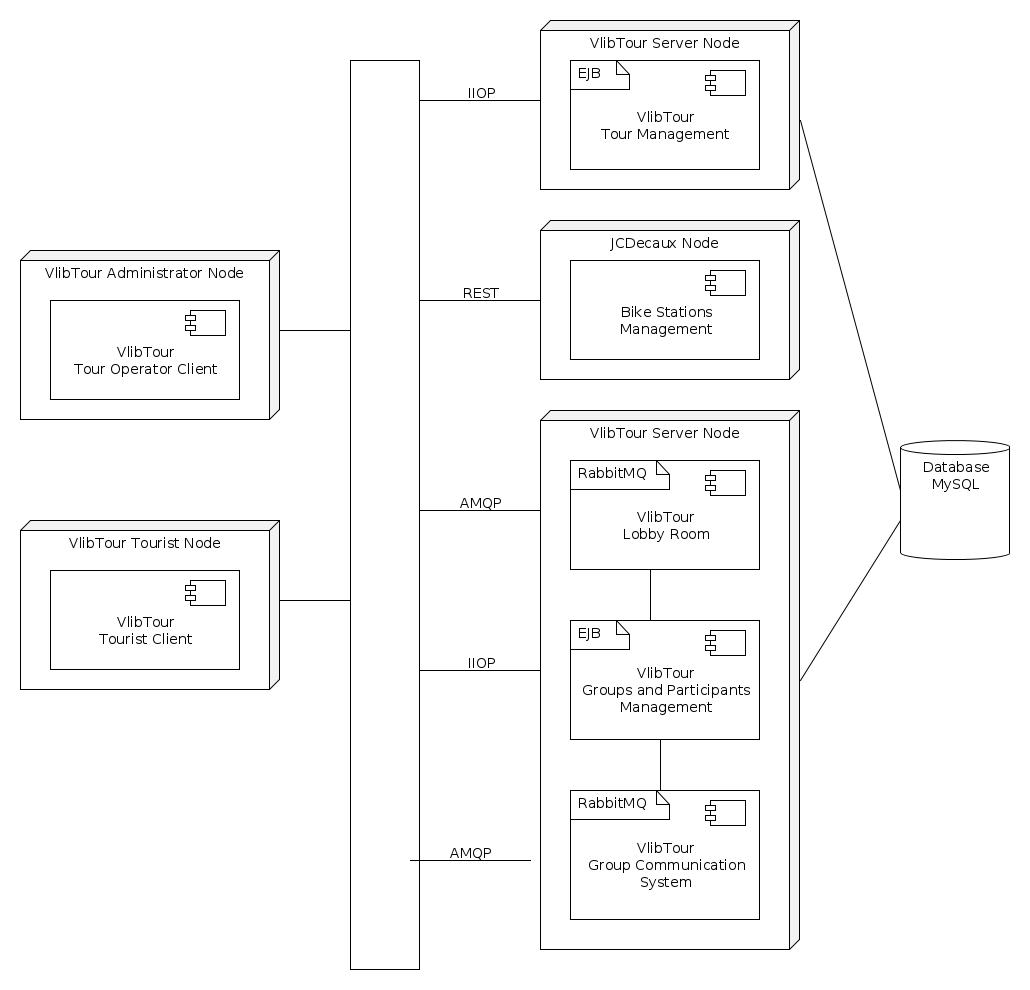 VlibTour Server Node
EJB
VlibTour
Tour Management
IIOP
JCDecaux Node
Bike Stations
Management
REST
VlibTour Administrator Node
VlibTour
Tour Operator Client
VlibTour Tourist Node
VlibTour
Tourist Client
VlibTour Server Node
RabbitMQ
VlibTour
Lobby Room
AMQP
EJB
VlibTour
Groups and Participants
Management
IIOP
RabbitMQ
VlibTour
Group Communication
System
AMQP
Database
MySQL